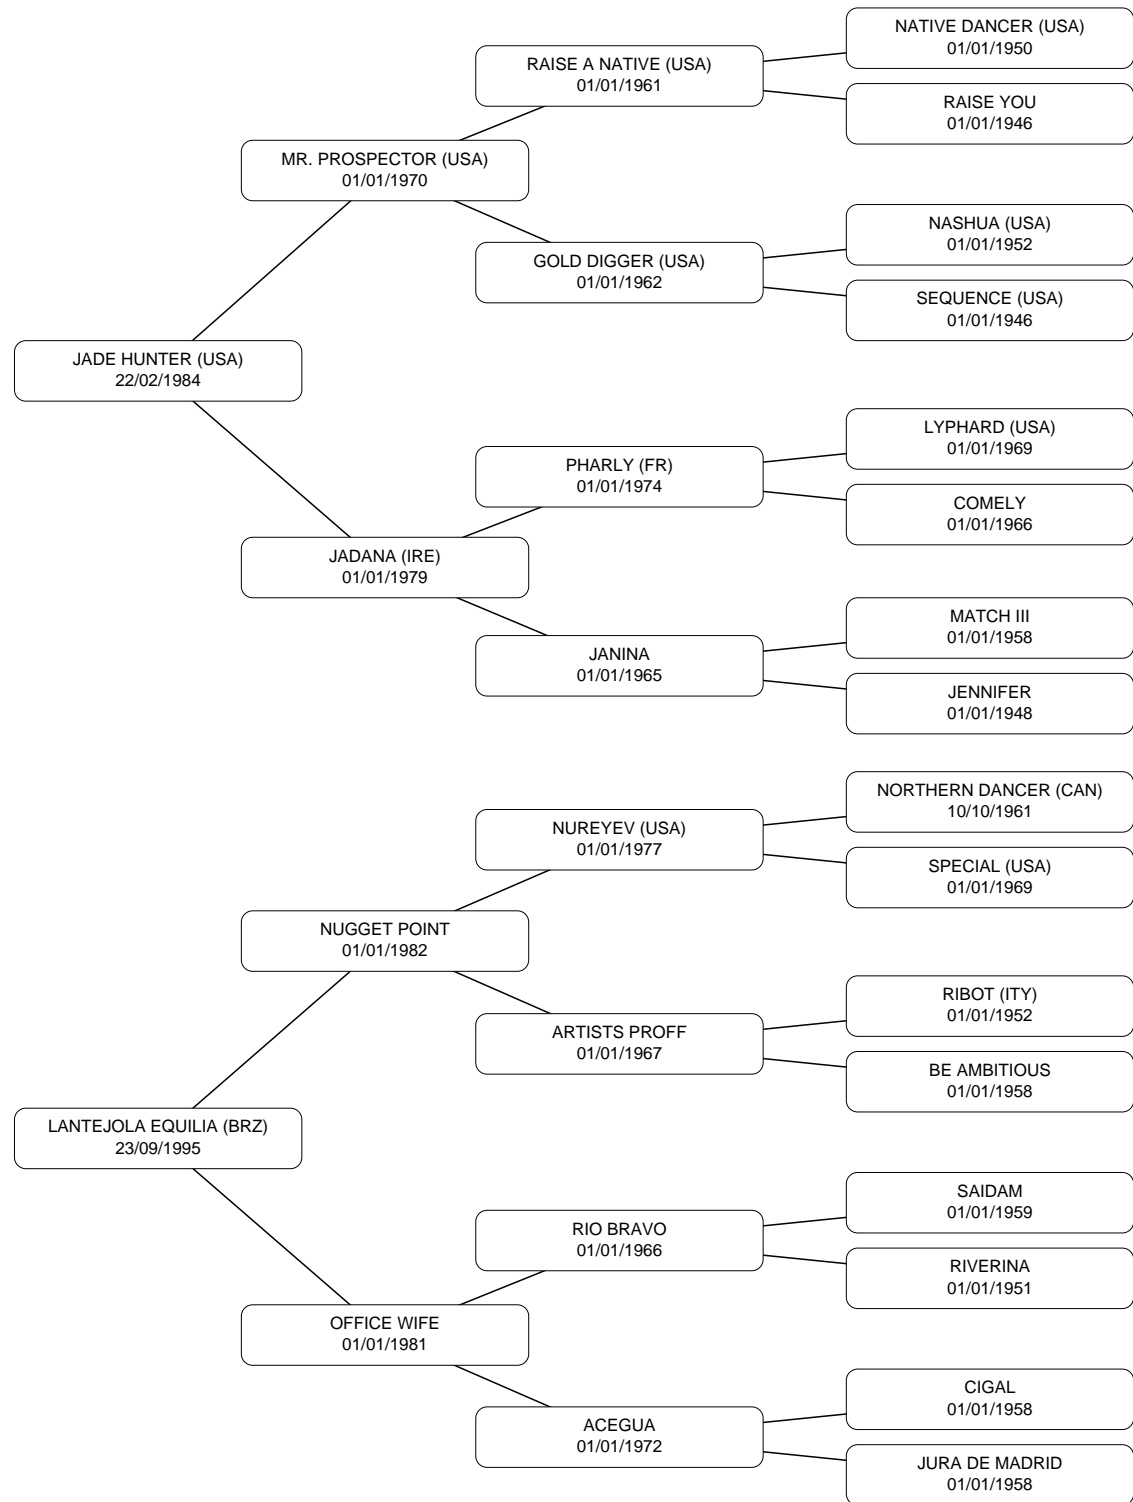 NATIVE DANCER (USA)
01/01/1950
RAISE A NATIVE (USA)
01/01/1961
RAISE YOU
01/01/1946
MR. PROSPECTOR (USA)
01/01/1970
NASHUA (USA)
01/01/1952
GOLD DIGGER (USA)
01/01/1962
SEQUENCE (USA)
01/01/1946
JADE HUNTER (USA)
22/02/1984
LYPHARD (USA)
01/01/1969
PHARLY (FR)
01/01/1974
COMELY
01/01/1966
JADANA (IRE)
01/01/1979
MATCH III
01/01/1958
JANINA
01/01/1965
JENNIFER
01/01/1948
NORTHERN DANCER (CAN)
10/10/1961
NUREYEV (USA)
01/01/1977
SPECIAL (USA)
01/01/1969
NUGGET POINT
01/01/1982
RIBOT (ITY)
01/01/1952
ARTISTS PROFF
01/01/1967
BE AMBITIOUS
01/01/1958
LANTEJOLA EQUILIA (BRZ)
23/09/1995
SAIDAM
01/01/1959
RIO BRAVO
01/01/1966
RIVERINA
01/01/1951
OFFICE WIFE
01/01/1981
CIGAL
01/01/1958
ACEGUA
01/01/1972
JURA DE MADRID
01/01/1958